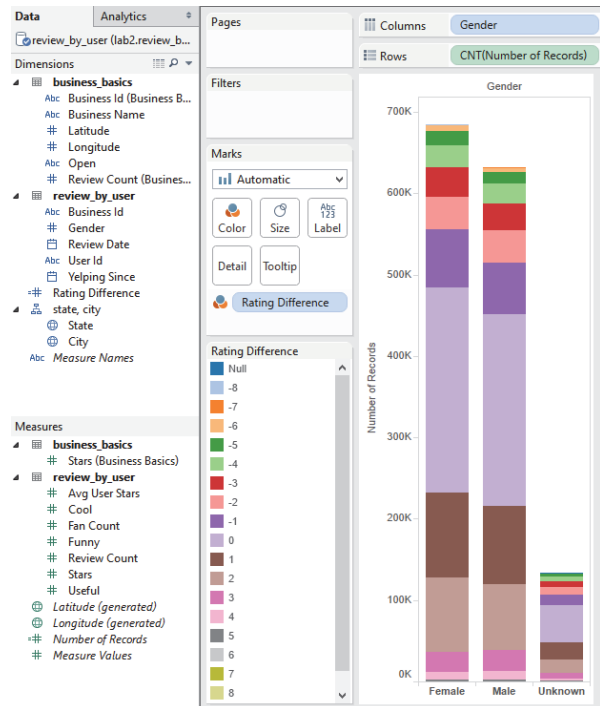 Data
Analytics
review_by_user (lab2.review_b...
Dimensions
business_basics
Abc Business Id (Business B...
Abc Business Name
# Latitude
# Longitude
Abc Open
# Review Count (Busines...
review_by_user
Abc Business Id
# Gender
Review Date
Abc User Id
Yelping Since
=# Rating Difference
state, city
State
City
Abc Measure Names
Measures
business_basics
# Stars (Business Basics)
review_by_user
# Avg User Stars
# Cool
# Fan Count
# Funny
# Review Count
# Stars
# Useful
Latitude (generated)
Longitude (generated)
=# Number of Records
# Measure Values
Pages
Filters
Marks
Automatic
Color
Size
Abc
123
Label
Detail
Tooltip
Rating Difference
Rating Difference
Null
-8
-7
-6
-5
-4
-3
-2
-1
0
1
2
3
4
5
6
7
8
Columns
Gender
Rows
CNT(Number of Records)
Gender
700K
600K
500K
400K
300K
200K
100K
0K
Number of Records
Female
Male
Unknown